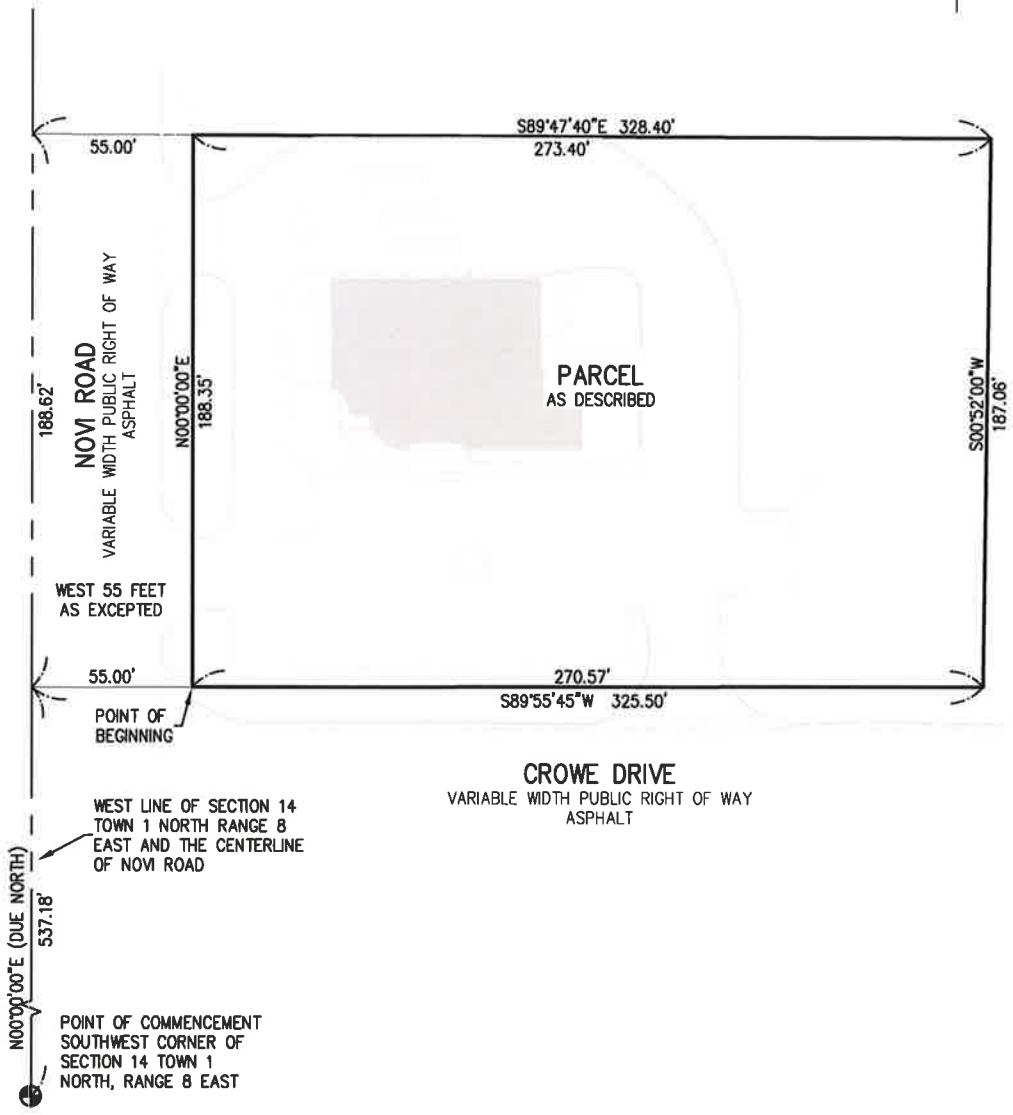 S89°47'40"E 328.40'
55.00'
273.40'
188.62'
NOVI ROAD
VARIABLE WIDTH PUBLIC RIGHT OF WAY
ASPHALT
N00°00'00"E
188.35'
PARCEL
AS DESCRIBED
S00°52'00"W
187.06'
WEST 55 FEET
AS EXCEPTED
55.00'
270.57'
S89°55'45"W 325.50'
POINT OF
BEGINNING
CROWE DRIVE
VARIABLE WIDTH PUBLIC RIGHT OF WAY
ASPHALT
WEST LINE OF SECTION 14
TOWN 1 NORTH RANGE 8
EAST AND THE CENTERLINE
OF NOVI ROAD
N00°00'00"E (DUE NORTH)
537.18'
POINT OF COMMENCEMENT
SOUTHWEST CORNER OF
SECTION 14 TOWN 1
NORTH, RANGE 8 EAST